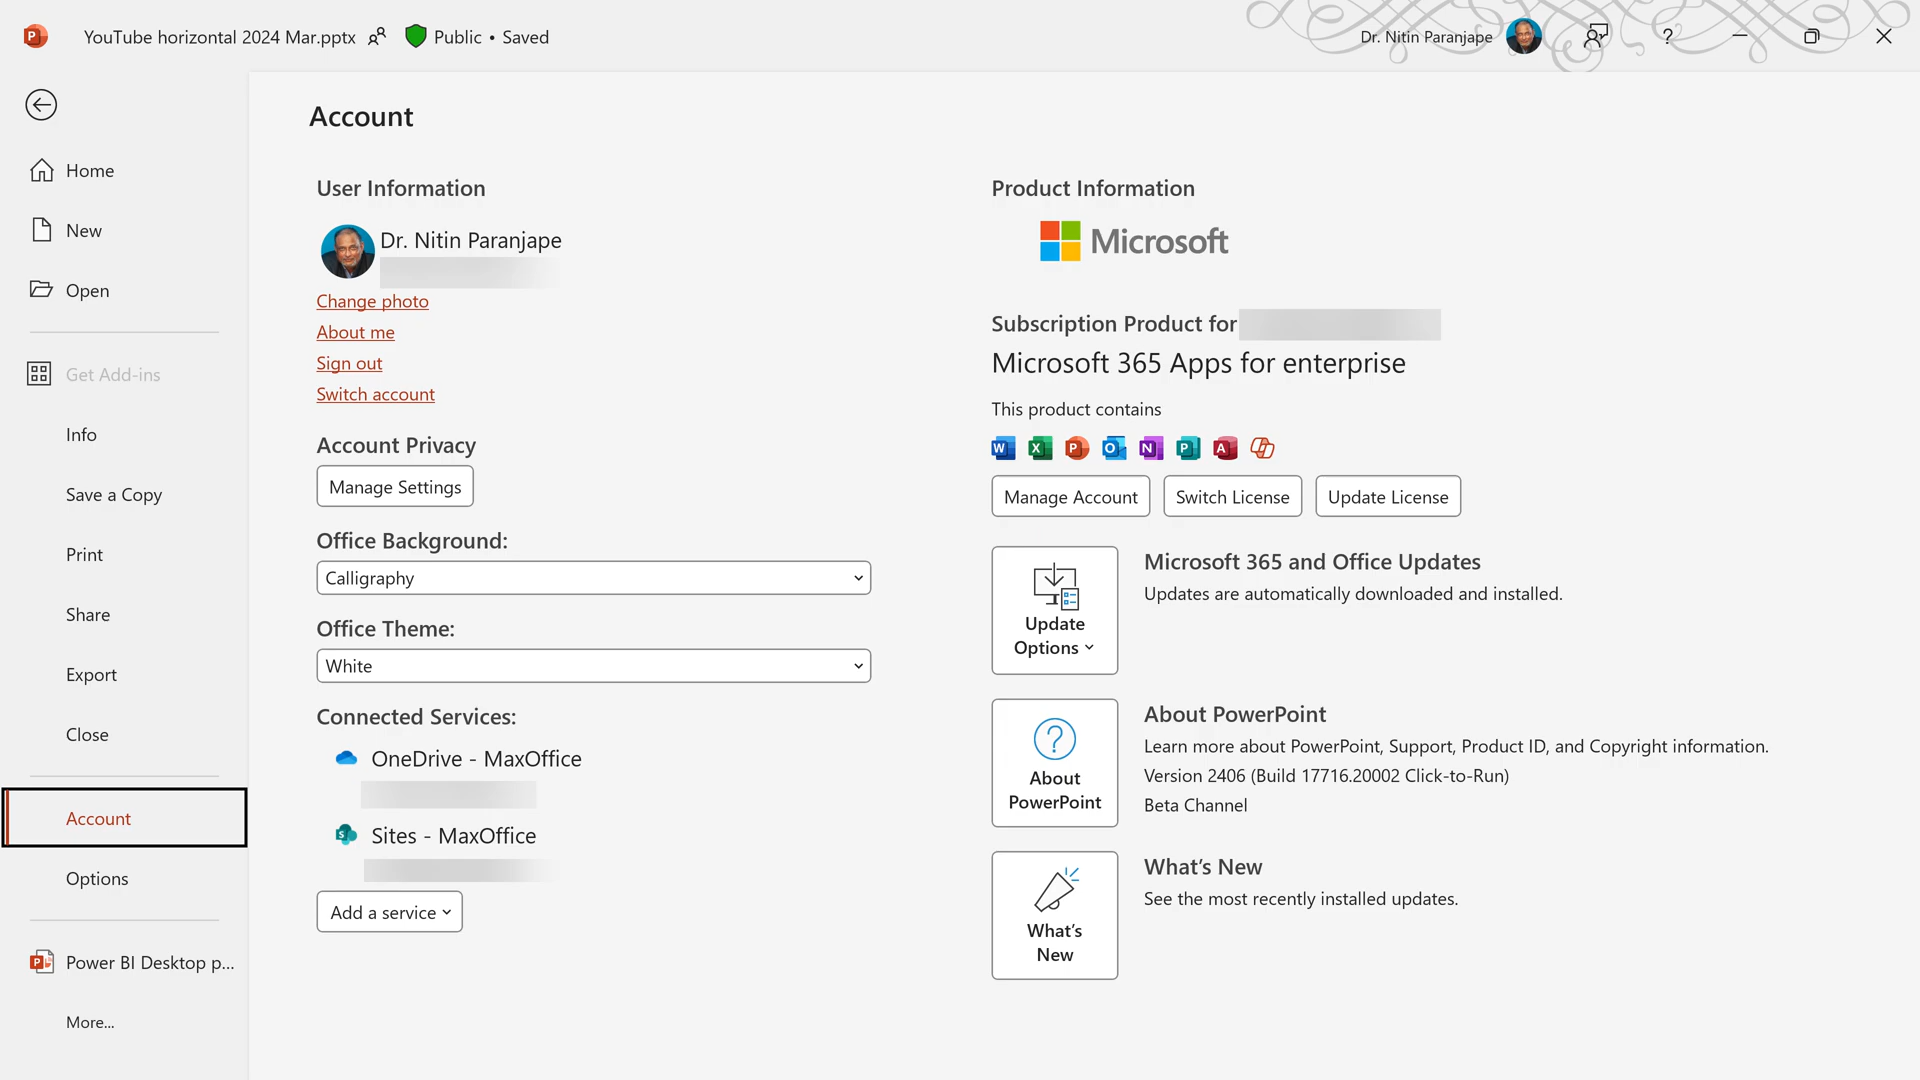 YouTube horizontal 2024 Mar.pptx Public • Saved
Dr. Nitin Paranjape
?
Home
New
Open
Get Add-ins
Info
Save a Copy
Print
Share
Export
Close
Account
Options
Power BI Desktop p...
More...
Account
User Information
Dr. Nitin Paranjape
Change photo
About me
Sign out
Switch account
Account Privacy
Manage Settings
Office Background:
Calligraphy
Office Theme:
White
Connected Services:
OneDrive - MaxOffice
Sites - MaxOffice
Add a service
Product Information
Microsoft
Subscription Product for
Microsoft 365 Apps for enterprise
This product contains
Manage Account Switch License Update License
Update
Options
Microsoft 365 and Office Updates
Updates are automatically downloaded and installed.
About
PowerPoint
About PowerPoint
Learn more about PowerPoint, Support, Product ID, and Copyright information.
Version 2406 (Build 17716.20002 Click-to-Run)
Beta Channel
What's
New
What's New
See the most recently installed updates.